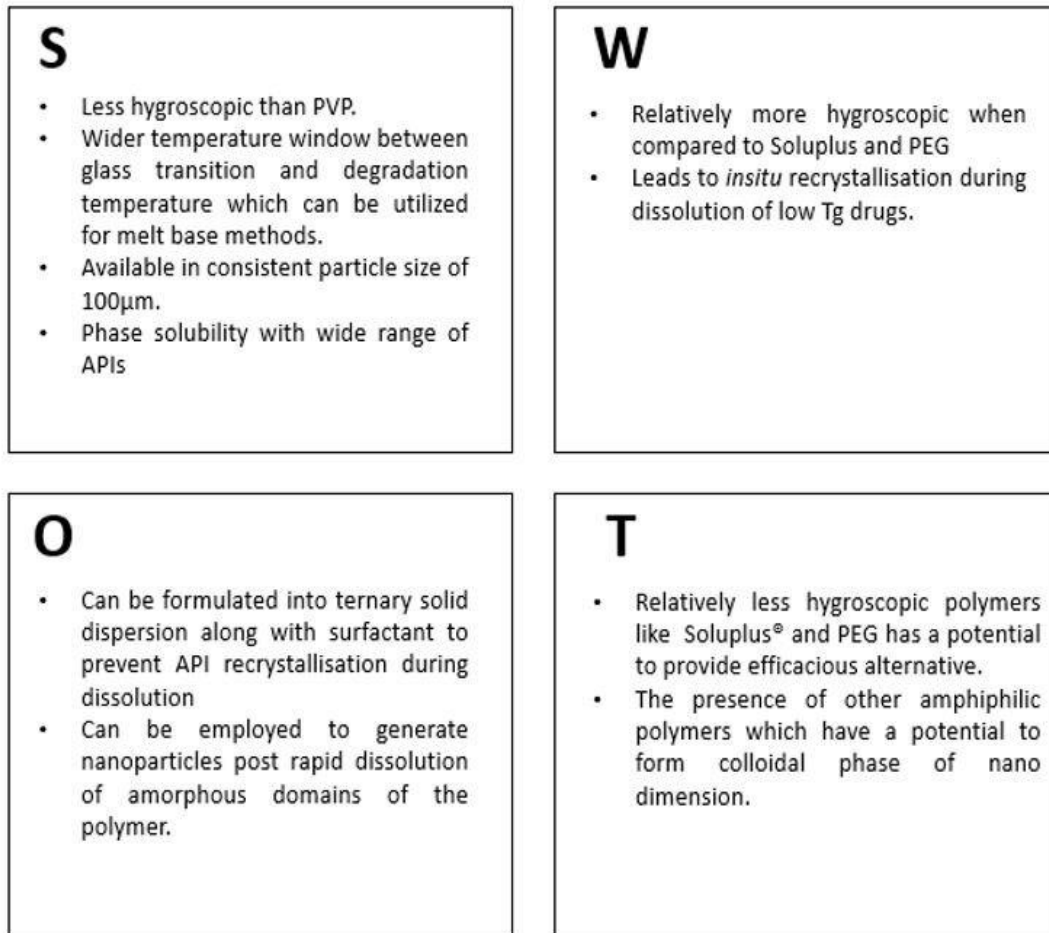 S
• Less hygroscopic than PVP.
• Wider temperature window between
glass transition and degradation
temperature which can be utilized
for melt base methods.
• Available in consistent particle size of
100µm.
• Phase solubility with wide range of
APIs
W
• Relatively more hygroscopic when
compared to Soluplus and PEG
• Leads to insitu recrystallisation during
dissolution of low Tg drugs.
O
• Can be formulated into ternary solid
dispersion along with surfactant to
prevent API recrystallisation during
dissolution
• Can be employed to generate
nanoparticles post rapid dissolution
of amorphous domains of the
polymer.
T
• Relatively less hygroscopic polymers
like Soluplus® and PEG has a potential
to provide efficacious alternative.
• The presence of other amphiphilic
polymers which have a potential to
form colloidal phase of nano
dimension.